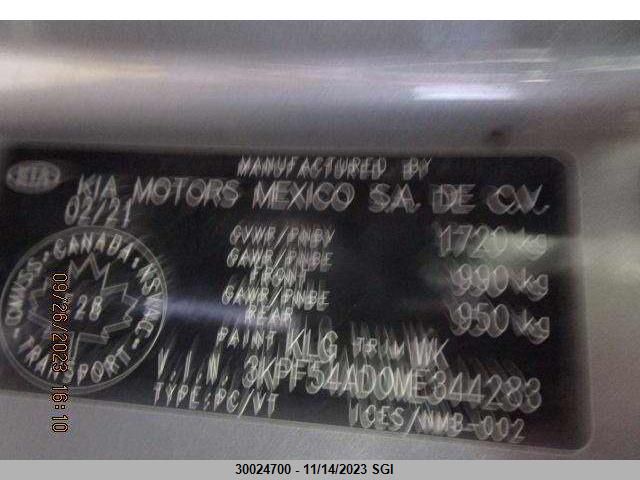 MANUFACTURED BY
KIA
KIA MOTORS MEXICO S.A. DE C.V.
02/21
GVWR/PNBV 1720 kg
GAWR/PNBE
FRONT 990 kg
GAWR/PNBE
REAR 950 kg
PAINT KLG TRIM WK
V.I.N. 3KPF54AD0ME344283
TYPE:PC/VT ICES/NMB-002
CANADA
28
TRANSPORT
09/26/2023 16:10
30024700 - 11/14/2023 SGI